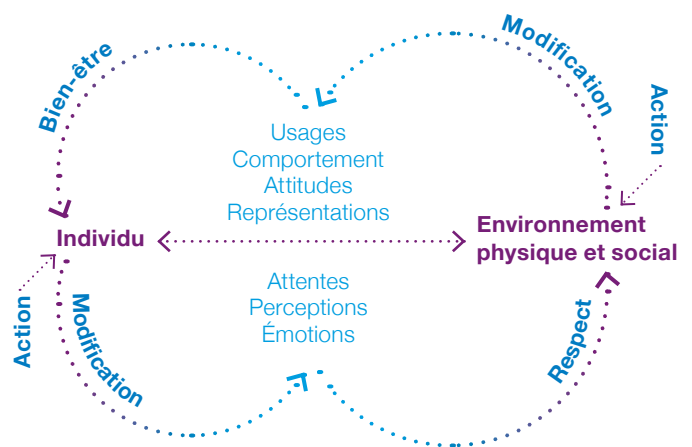 Bien-être
Modification
Action
Usages
Comportement
Attitudes
Représentations
Individu
Environnement
physique et social
Attentes
Perceptions
Émotions
Action
Modification
Respect